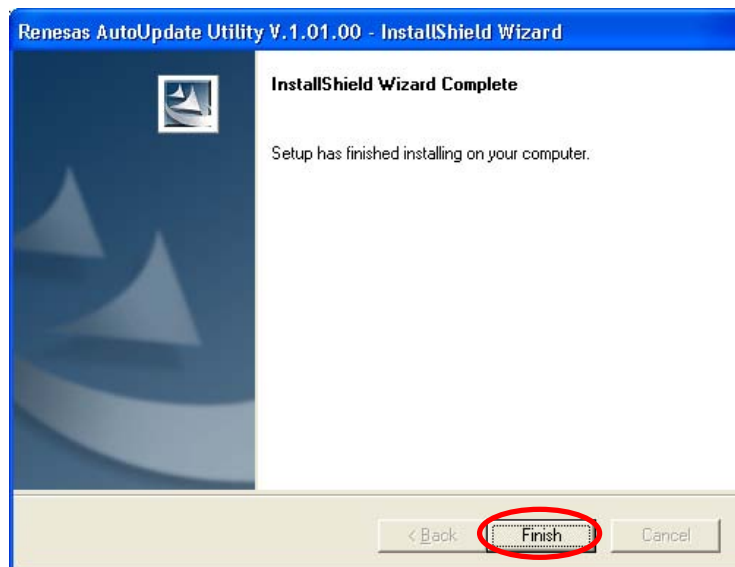 Renesas AutoUpdate Utility V.1.01.00 - InstallShield Wizard
InstallShield Wizard Complete
Setup has finished installing on your computer.
< Back
Finish
Cancel